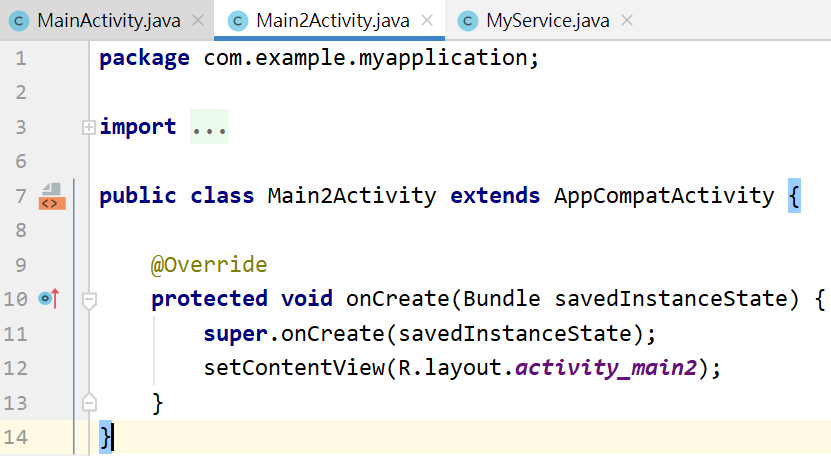 MainActivity.java Main2Activity.java MyService.java
1 package com.example.myapplication;
2
3 import ...
6
7 public class Main2Activity extends AppCompatActivity {
8
9 @Override
10 protected void onCreate(Bundle savedInstanceState) {
11 super.onCreate(savedInstanceState);
12 setContentView(R.layout.activity_main2);
13 }
14 }